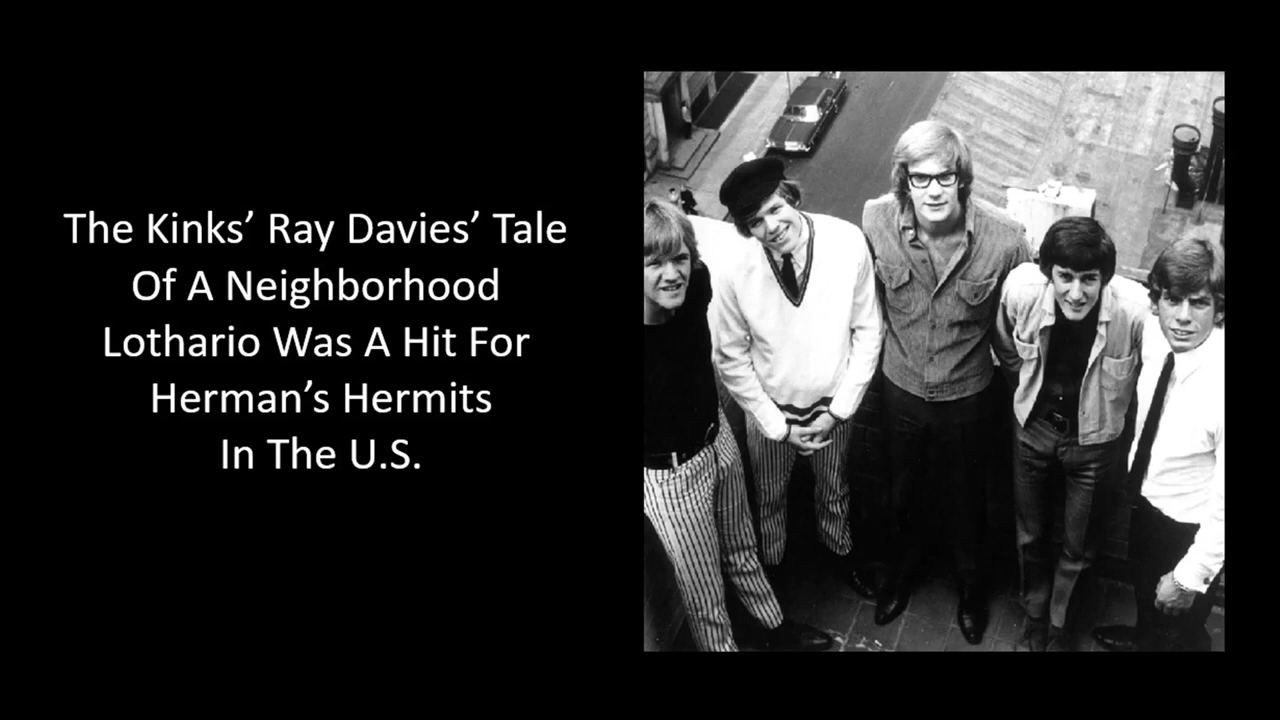 The Kinks’ Ray Davies’ Tale
Of A Neighborhood
Lothario Was A Hit For
Herman’s Hermits
In The U.S.